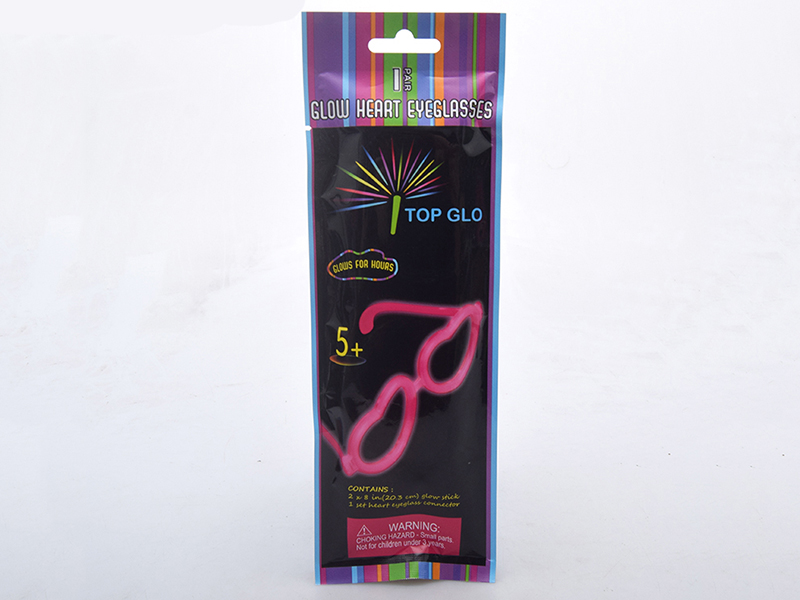 1 PAIR
GLOW HEART EYEGLASSES
TOP GLO
GLOWS FOR HOURS
5+
CONTAINS :
2 x 8 in(20.3 cm) glow stick
1 set heart eyeglass connector
WARNING:
CHOKING HAZARD - Small parts.
Not for children under 3 years.